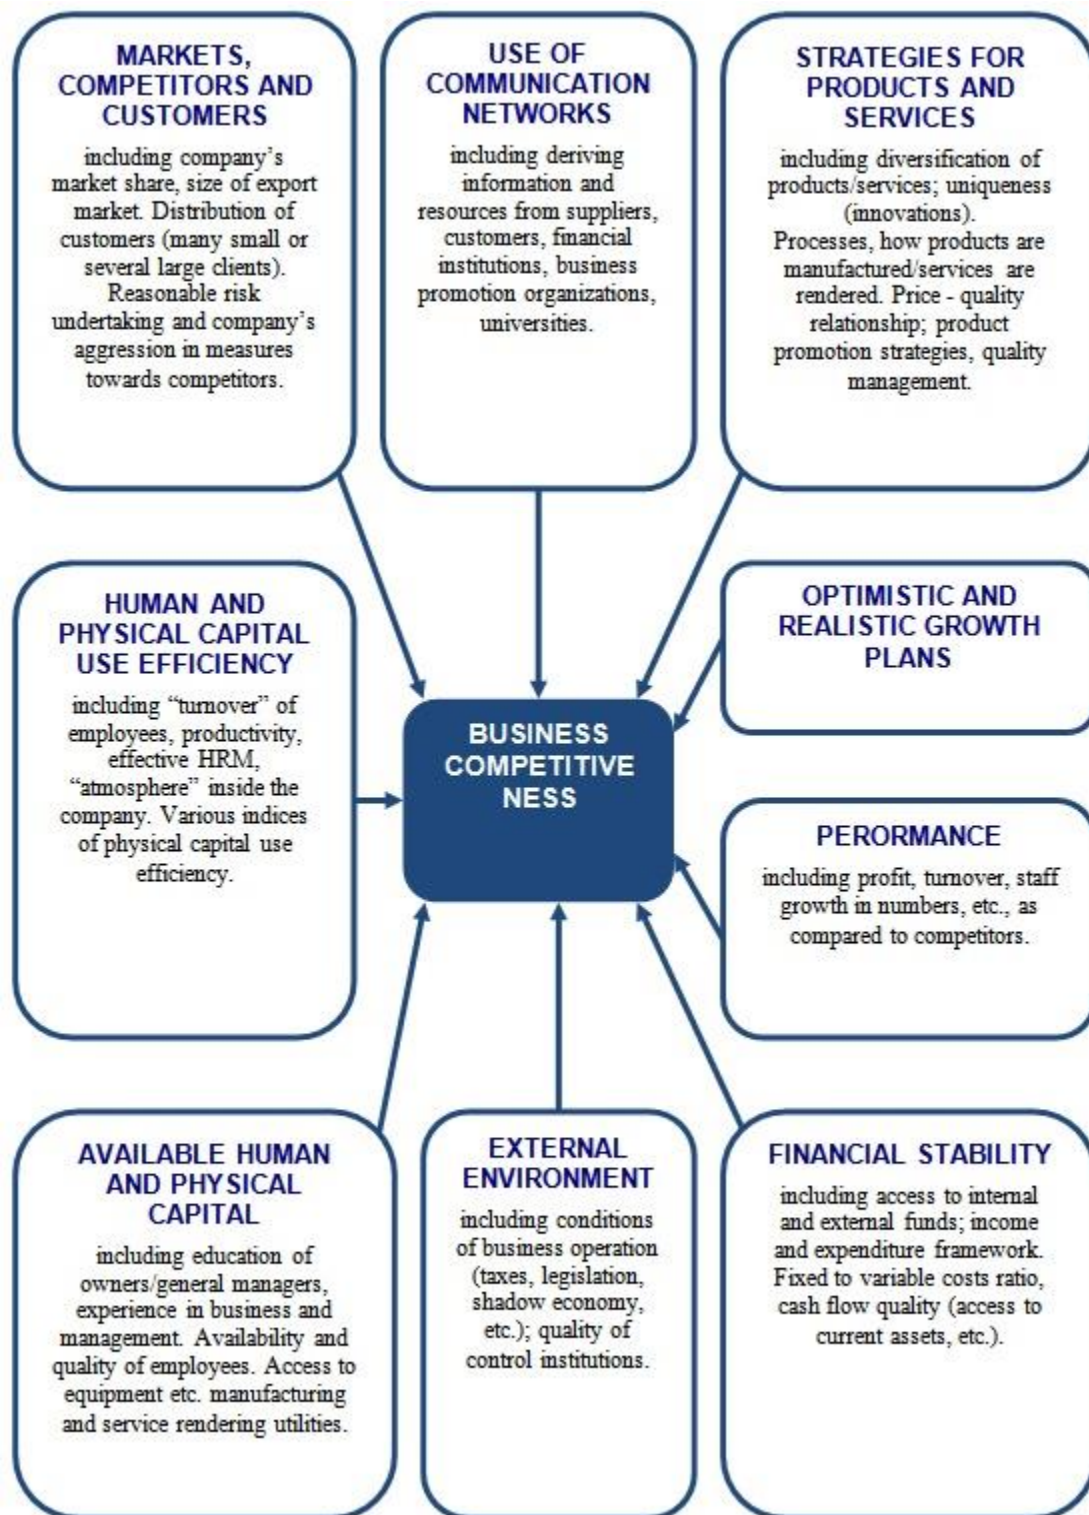 MARKETS,
COMPETITORS AND
CUSTOMERS
including company’s
market share, size of export
market. Distribution of
customers (many small or
several large clients).
Reasonable risk
undertaking and company’s
aggression in measures
towards competitors.
USE OF
COMMUNICATION
NETWORKS
including deriving
information and
resources from suppliers,
customers, financial
institutions, business
promotion organizations,
universities.
STRATEGIES FOR
PRODUCTS AND
SERVICES
including diversification of
products/services; uniqueness
(innovations).
Processes, how products are
manufactured/services are
rendered. Price - quality
relationship; product
promotion strategies, quality
management.
HUMAN AND
PHYSICAL CAPITAL
USE EFFICIENCY
including “turnover” of
employees, productivity,
effective HRM,
“atmosphere” inside the
company. Various indices
of physical capital use
efficiency.
BUSINESS
COMPETITIVE
NESS
OPTIMISTIC AND
REALISTIC GROWTH
PLANS
PERORMANCE
including profit, turnover, staff
growth in numbers, etc., as
compared to competitors.
AVAILABLE HUMAN
AND PHYSICAL
CAPITAL
including education of
owners/general managers,
experience in business and
management. Availability and
quality of employees. Access to
equipment etc. manufacturing
and service rendering utilities.
EXTERNAL
ENVIRONMENT
including conditions
of business operation
(taxes, legislation,
shadow economy,
etc.); quality of
control institutions.
FINANCIAL STABILITY
including access to internal
and external funds; income
and expenditure framework.
Fixed to variable costs ratio,
cash flow quality (access to
current assets, etc.).